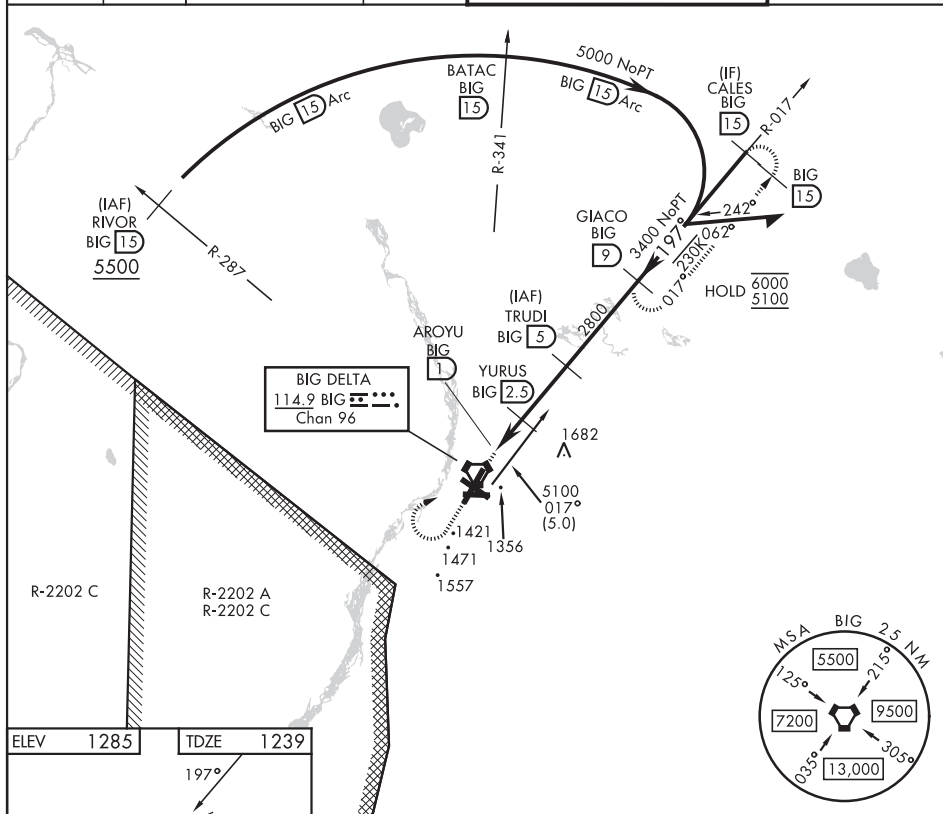 5000 NoPT
BIG 15 Arc
BATAC
BIG
15
BIG 15 Arc
(IF)
CALES
BIG
15
R-017
R-341
BIG
15
(IAF)
RIVOR
BIG 15
5500
R-287
GIACO
BIG
9
3400 NoPT
197°
242°
062°
230K
017°
HOLD 6000
5100
(IAF)
TRUDI
BIG 5
2800
AROYU
BIG
1
YURUS
BIG 2.5
BIG DELTA
114.9 BIG
Chan 96
1682
5100
017°
(5.0)
1421
1356
1471
1557
R-2202 C
R-2202 A
R-2202 C
MSA BIG 25 NM
5500
125°
215°
7200
9500
035°
305°
13,000
ELEV 1285
TDZE 1239
197°